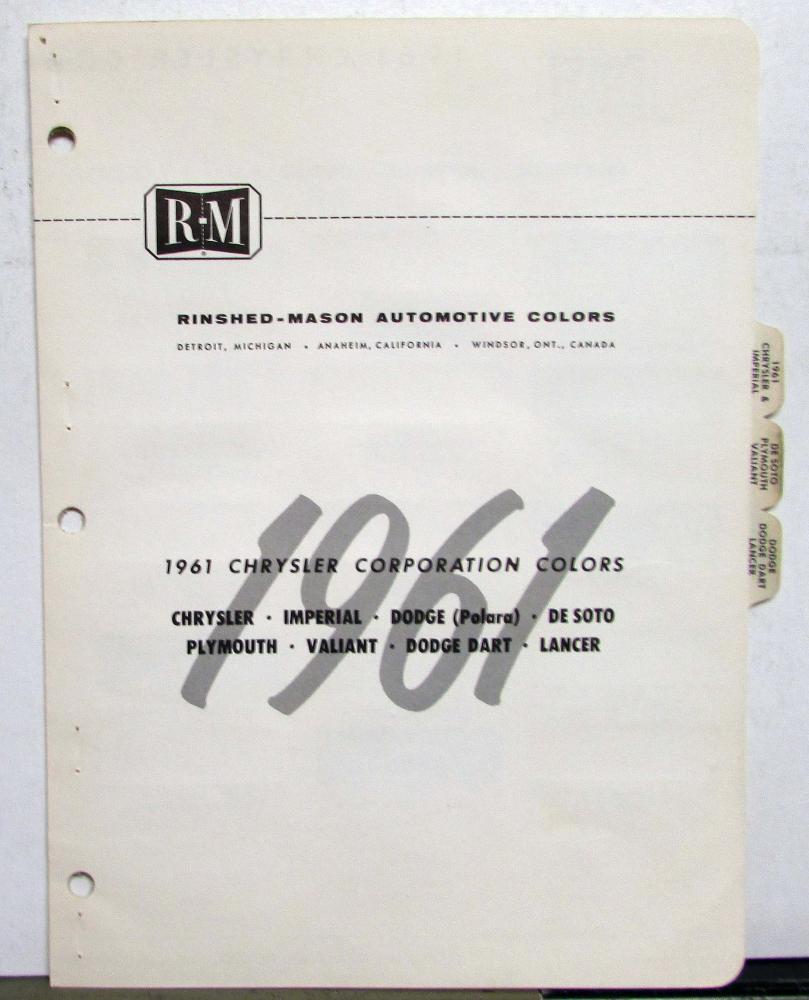 R-M
RINSHED-MASON AUTOMOTIVE COLORS
DETROIT, MICHIGAN • ANAHEIM, CALIFORNIA • WINDSOR, ONT., CANADA
1961
1961 CHRYSLER CORPORATION COLORS
CHRYSLER · IMPERIAL · DODGE (Polara) · DE SOTO
PLYMOUTH · VALIANT · DODGE DART · LANCER
1961
CHRYSLER &
IMPERIAL
DE SOTO
PLYMOUTH
VALIANT
DODGE
DODGE DART
LANCER